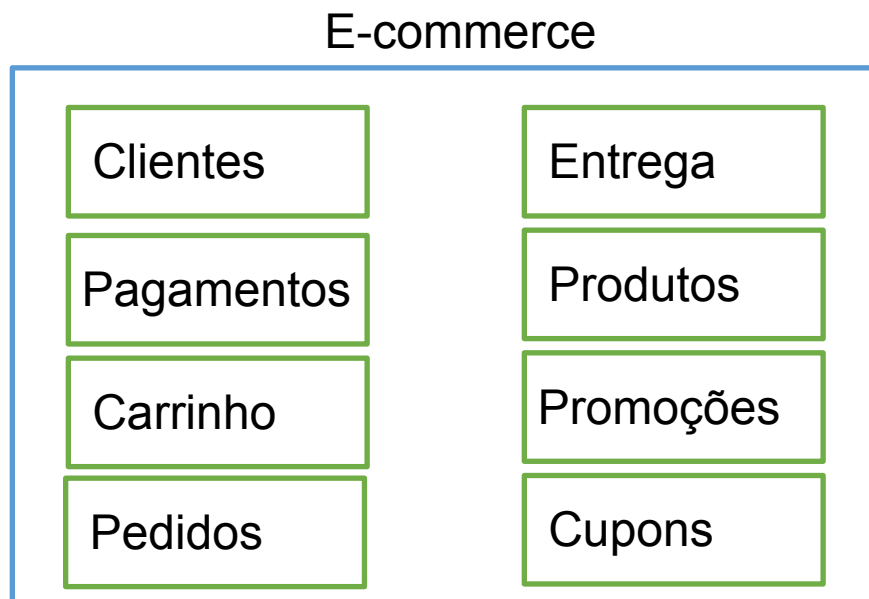 E-commerce
Clientes
Pagamentos
Carrinho
Pedidos
Entrega
Produtos
Promoções
Cupons